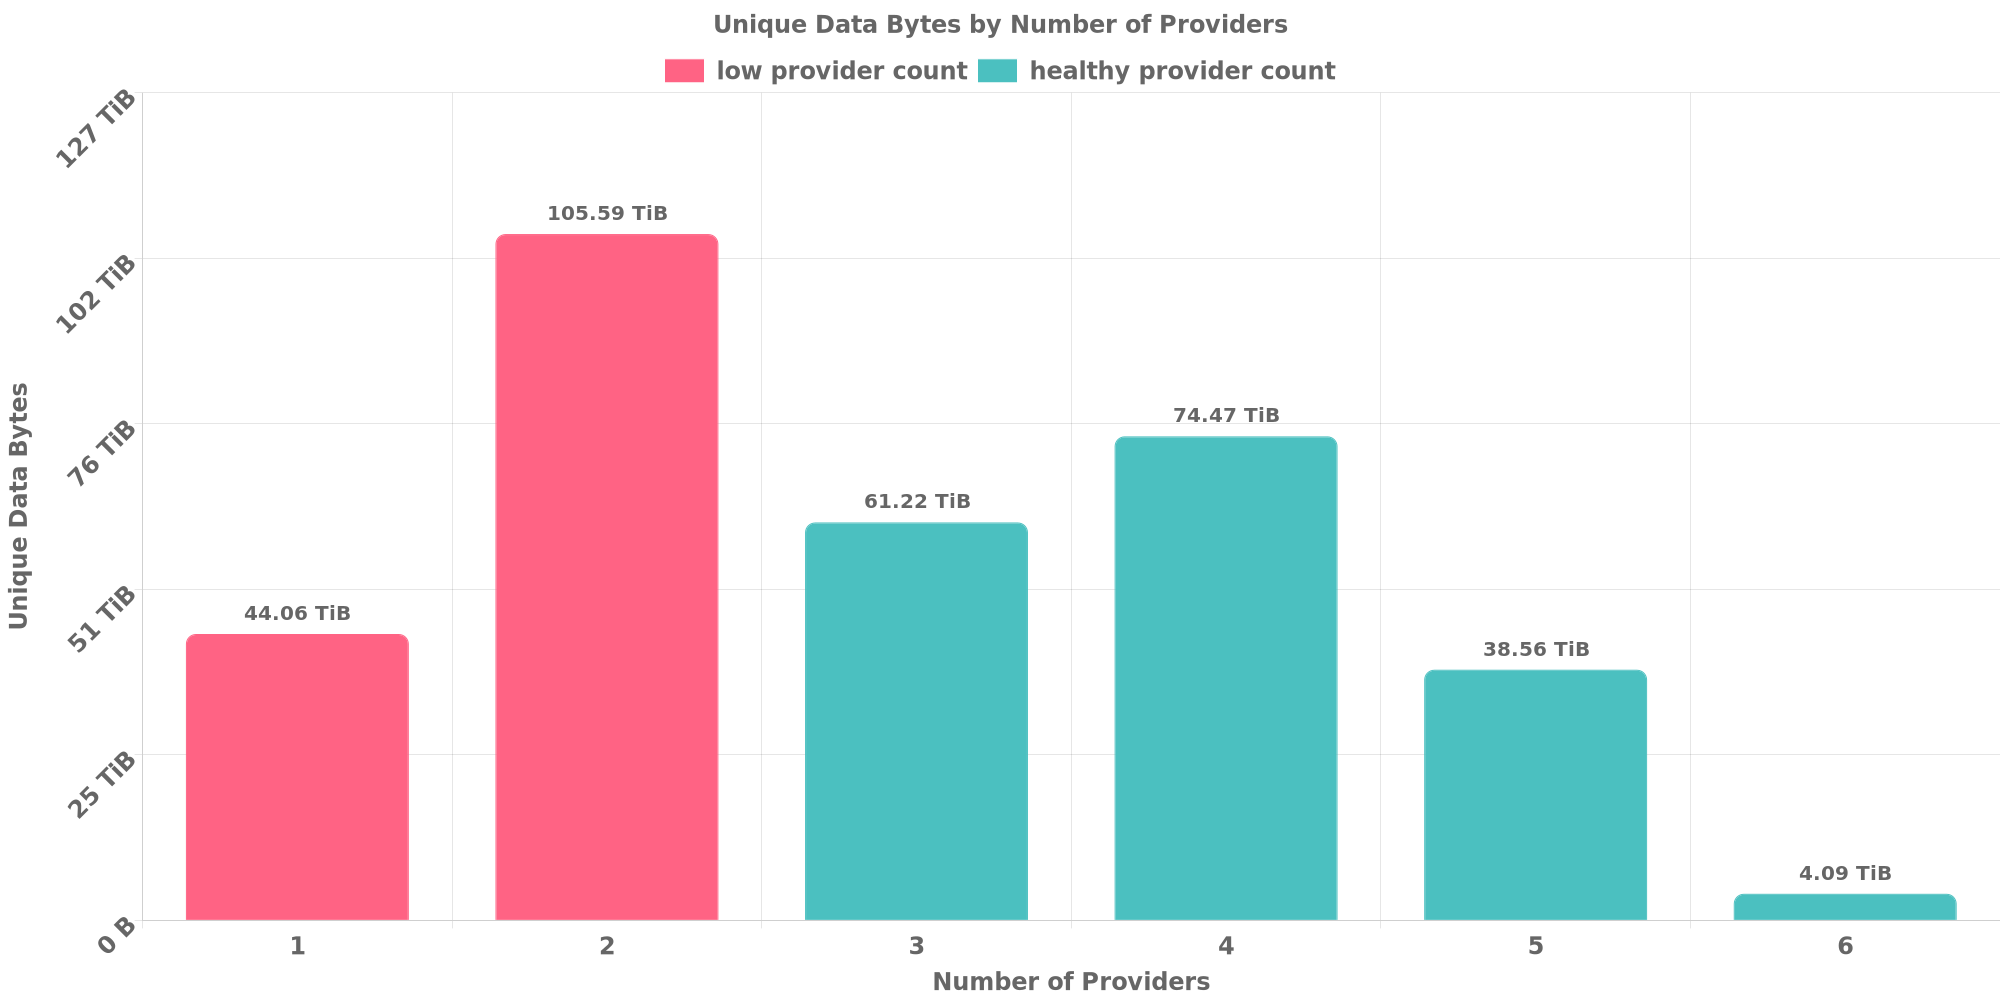 Unique Data Bytes by Number of Providers
low provider count healthy provider count
127 TiB
102 TiB
76 TiB
51 TiB
25 TiB
0 B
Unique Data Bytes
44.06 TiB
105.59 TiB
61.22 TiB
74.47 TiB
38.56 TiB
4.09 TiB
1 2 3 4 5 6
Number of Providers